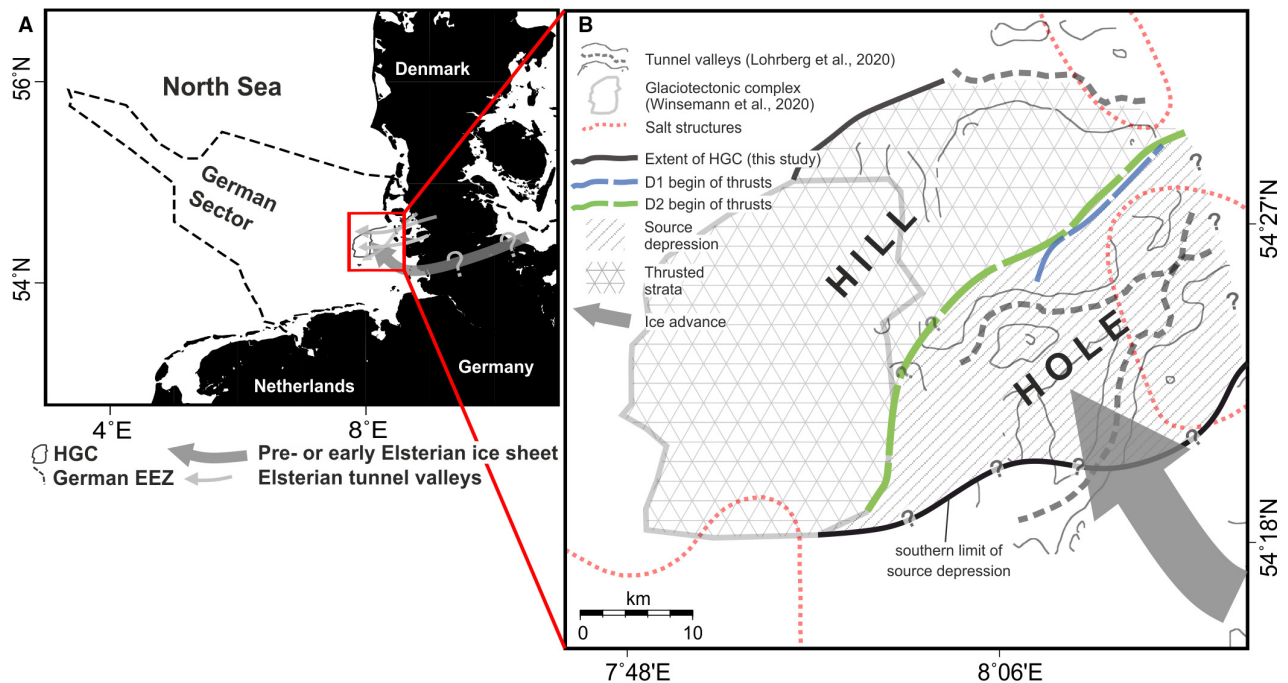 A
56°N
54°N
4°E
8°E
North Sea
Denmark
German
Sector
Germany
Netherlands
?
?
HGC
German EEZ
Pre- or early Elsterian ice sheet
Elsterian tunnel valleys
B
Tunnel valleys (Lohrberg et al., 2020)
Glaciotectonic complex
(Winsemann et al., 2020)
Salt structures
Extent of HGC (this study)
D1 begin of thrusts
D2 begin of thrusts
Source
depression
Thrusted
strata
Ice advance
HILL
HOLE
?
?
?
?
?
?
?
?
?
southern limit of
source depression
km
0
10
7°48'E
8°06'E
54°27'N
54°18'N